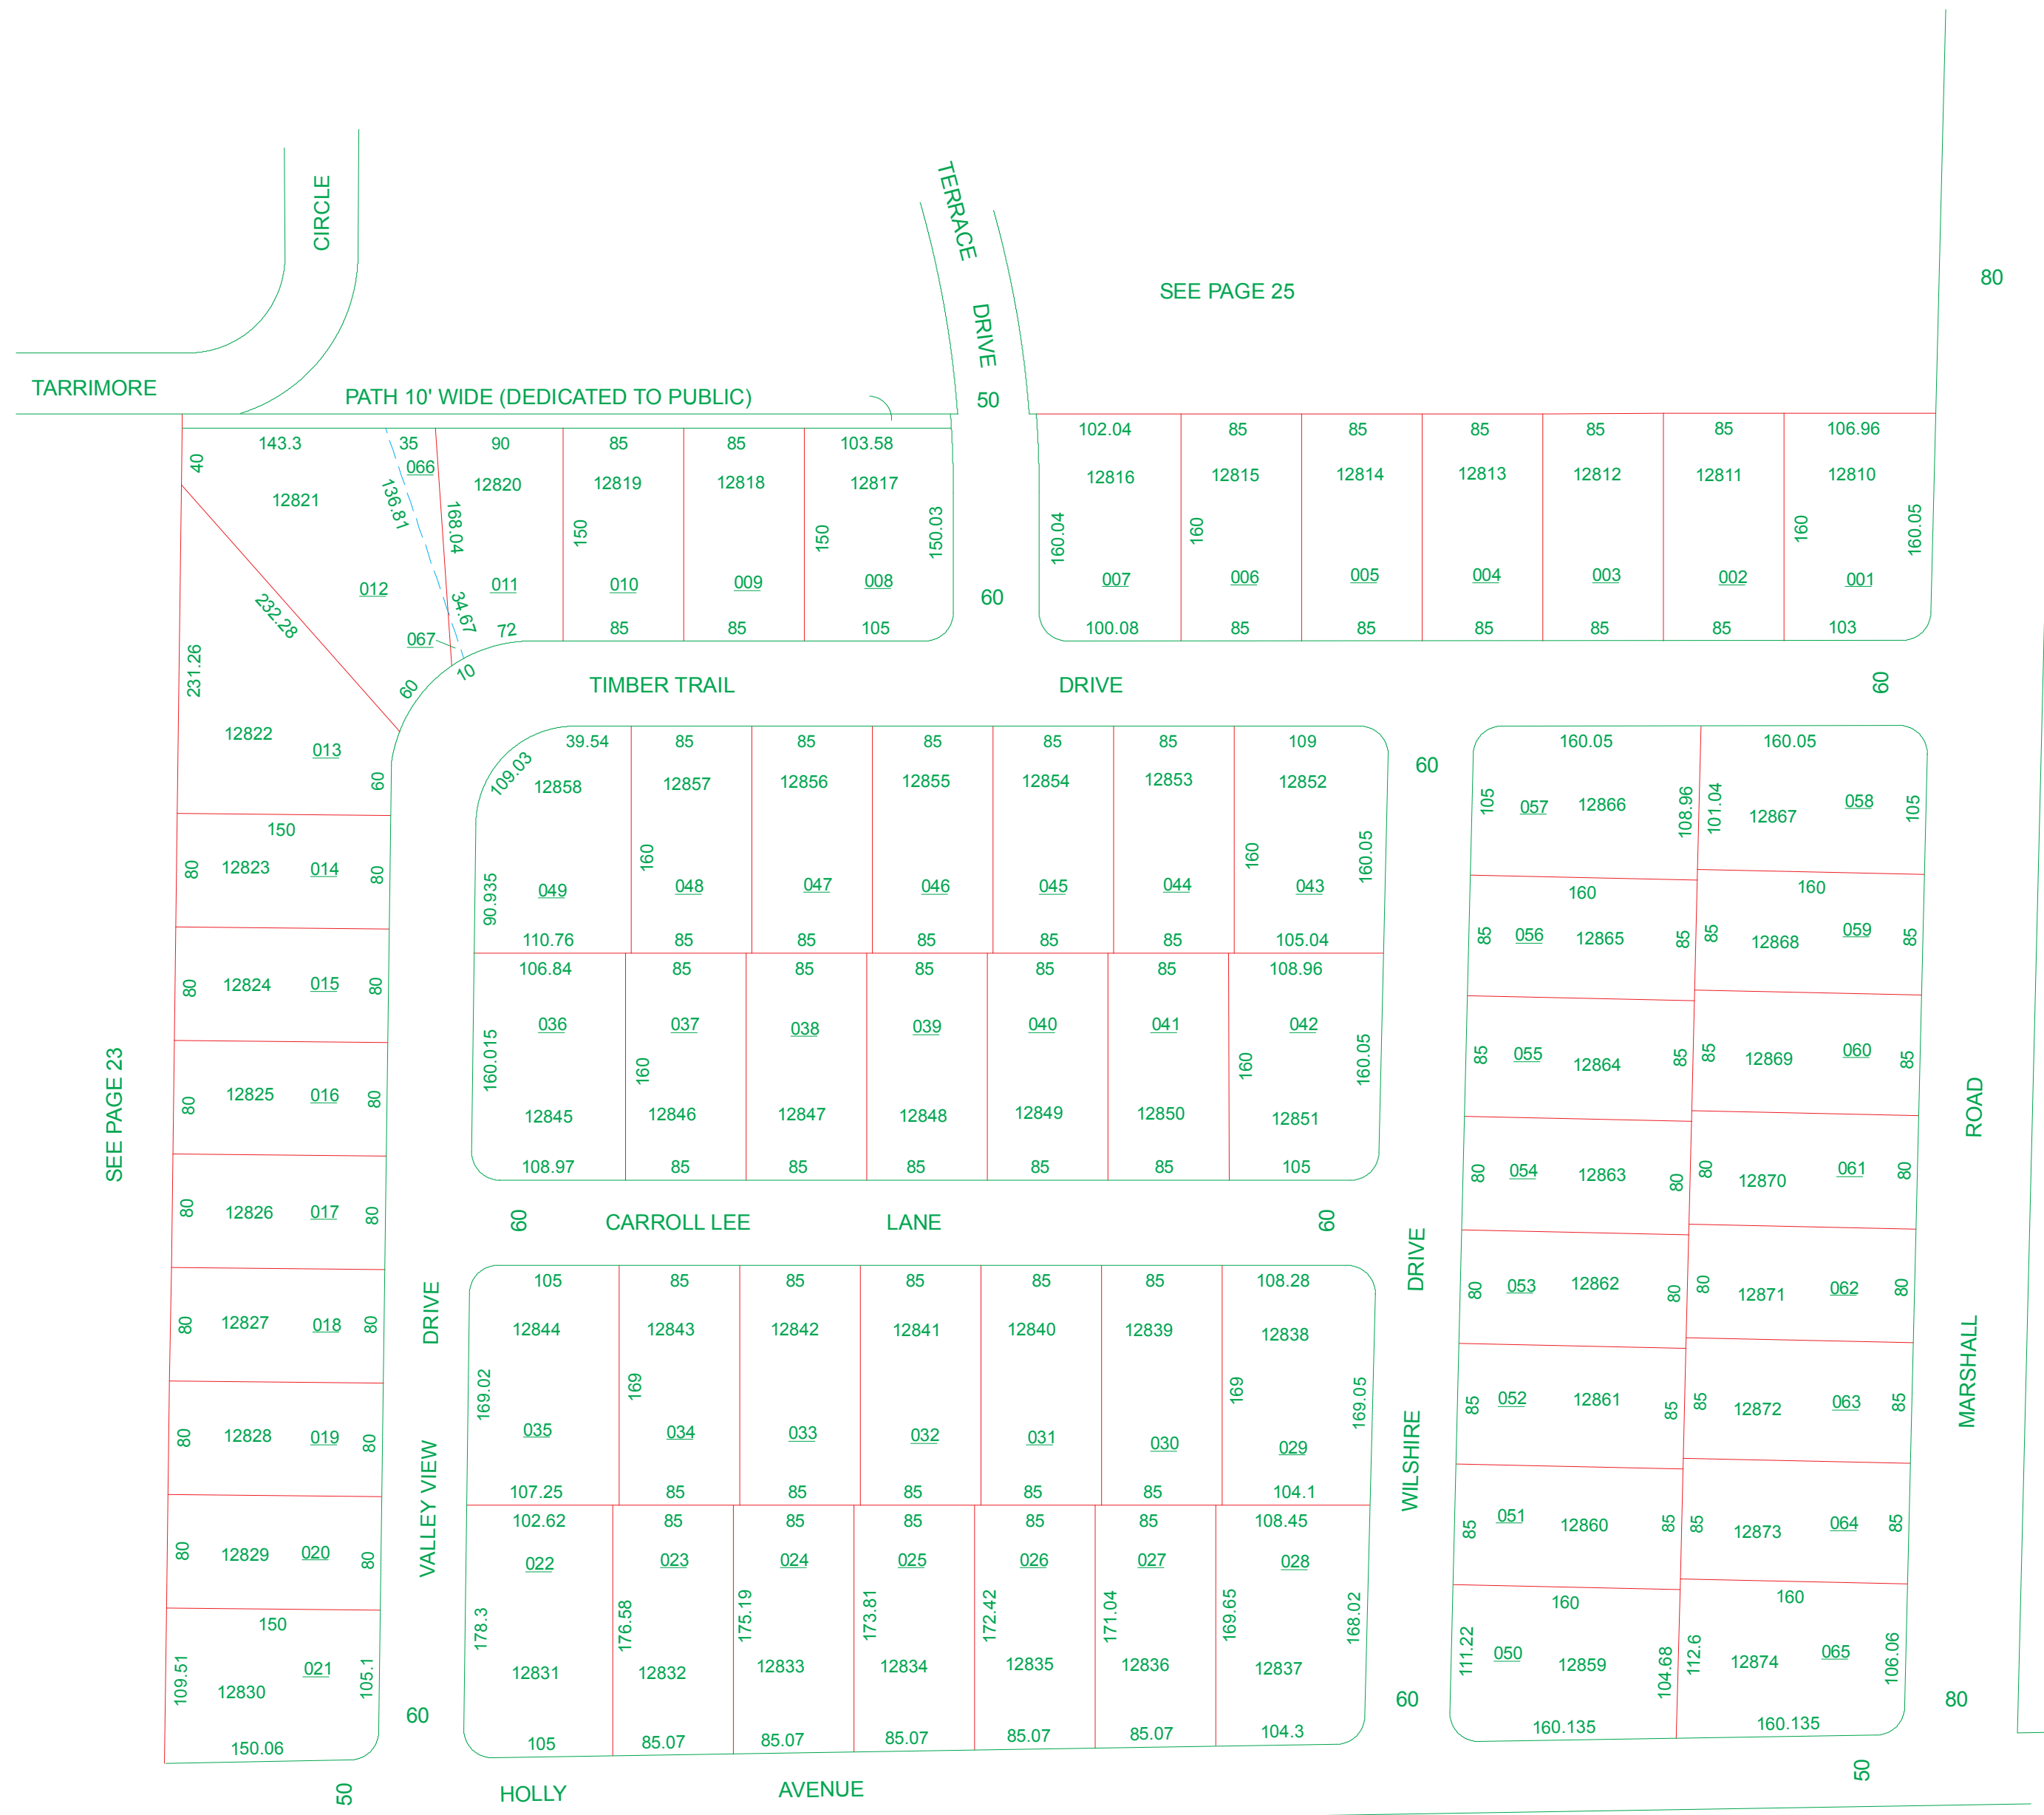 CIRCLE
TERRACE
DRIVE
SEE PAGE 25
80
TARRIMORE
PATH 10' WIDE (DEDICATED TO PUBLIC)
50
143.3 35 90 85 85 103.58
102.04 85 85 85 85 85 106.96
40 066
12821 12820 12819 12818 12817
12816 12815 12814 12813 12812 12811 12810
136.81 168.04 150 150 150.03
160.04 160 160 160.05
012 011 010 009 008
007 006 005 004 003 002 001
232.28 34.67 60
067 72 85 85 105
100.08 85 85 85 85 85 103
231.26 60 10
TIMBER TRAIL DRIVE 60
12822 013 60
39.54 85 85 85 85 85 109
60 160.05 160.05
109.03
12858 12857 12856 12855 12854 12853 12852
105 057 12866 108.96 101.04 12867 058 105
150
80 12823 014 80
160 160 160.05
90.935 049 048 047 046 045 044 043
160 160
110.76 85 85 85 85 85 105.04
85 056 12865 85 85 12868 059 85
106.84 85 85 85 85 85 108.96
80 12824 015 80
036 037 038 039 040 041 042
160.015 160 160 160.05
85 055 12864 85 85 12869 060 85
SEE PAGE 23
80 12825 016 80
12845 12846 12847 12848 12849 12850 12851
ROAD
108.97 85 85 85 85 85 105
80 054 12863 80 80 12870 061 80
80 12826 017 80
60 CARROLL LEE LANE 60
DRIVE
DRIVE
105 85 85 85 85 85 108.28
80 053 12862 80 80 12871 062 80
80 12827 018 80
12844 12843 12842 12841 12840 12839 12838
169.02 169 169 169.05
MARSHALL
85 052 12861 85 85 12872 063 85
80 12828 019 80
035 034 033 032 031 030 029
VALLEY VIEW
WILSHIRE
107.25 85 85 85 85 85 104.1
102.62 85 85 85 85 85 108.45
85 051 12860 85 85 12873 064 85
80 12829 020 80
022 023 024 025 026 027 028
178.3 176.58 175.19 173.81 172.42 171.04 169.65 168.02
150
160 160
12831 12832 12833 12834 12835 12836 12837
111.22 050 12859 104.68 112.6 12874 065 106.06
109.51 12830 021 105.1
60 60 80
105 85.07 85.07 85.07 85.07 85.07 104.3
160.135 160.135
150.06
50 HOLLY AVENUE 50